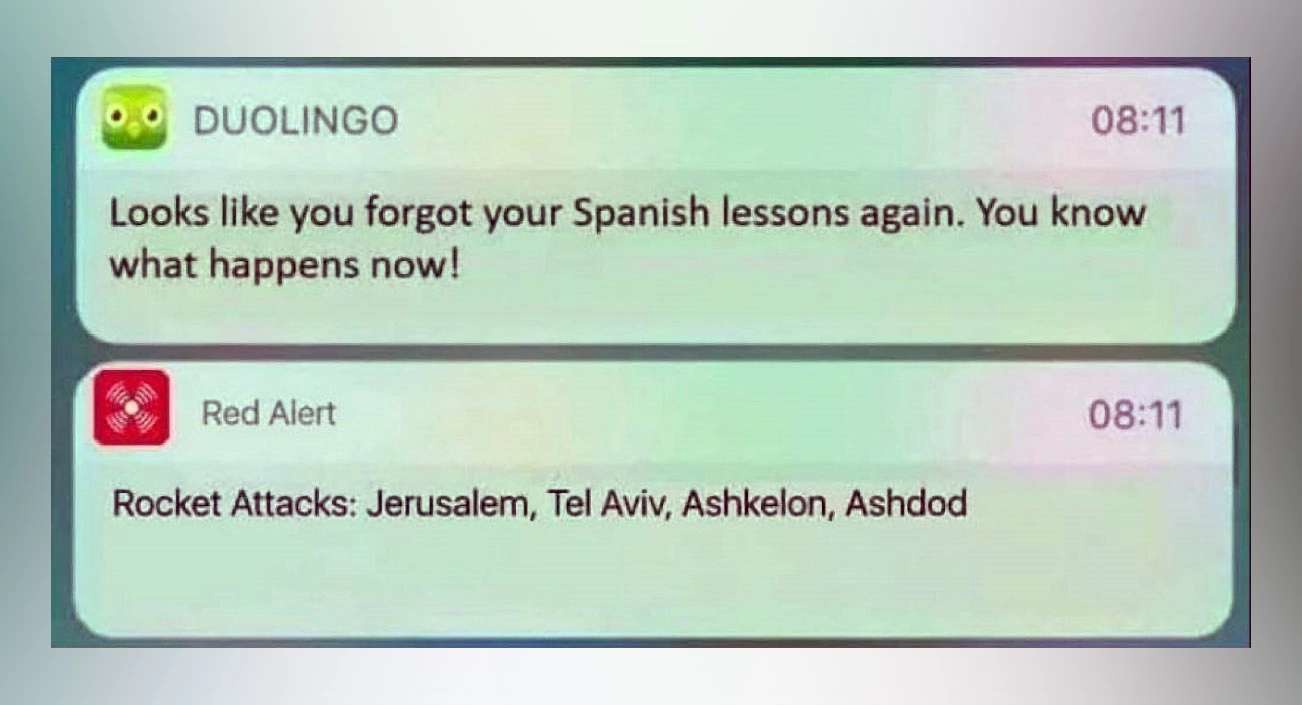 DUOLINGO 08:11
Looks like you forgot your Spanish lessons again. You know
what happens now!
Red Alert 08:11
Rocket Attacks: Jerusalem, Tel Aviv, Ashkelon, Ashdod